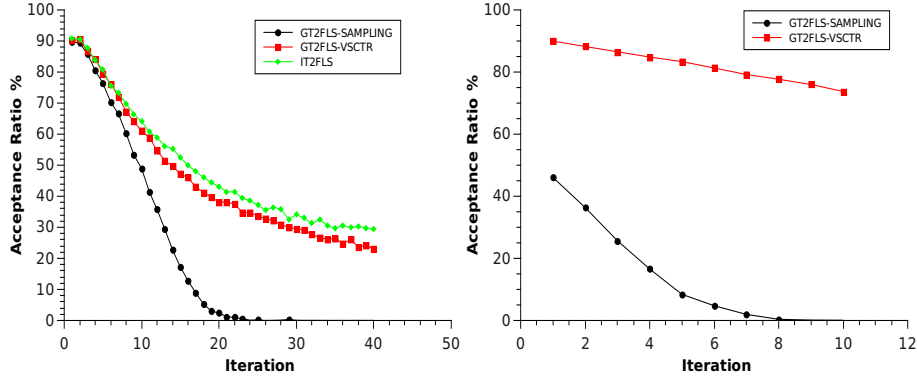 100
90
80
70
60
50
40
30
20
10
0
Acceptance Ratio %
GT2FLS-SAMPLING
GT2FLS-VSCTR
IT2FLS
0 10 20 30 40 50
Iteration
100
80
60
40
20
0
Acceptance Ratio %
GT2FLS-SAMPLING
GT2FLS-VSCTR
0 2 4 6 8 10 12
Iteration